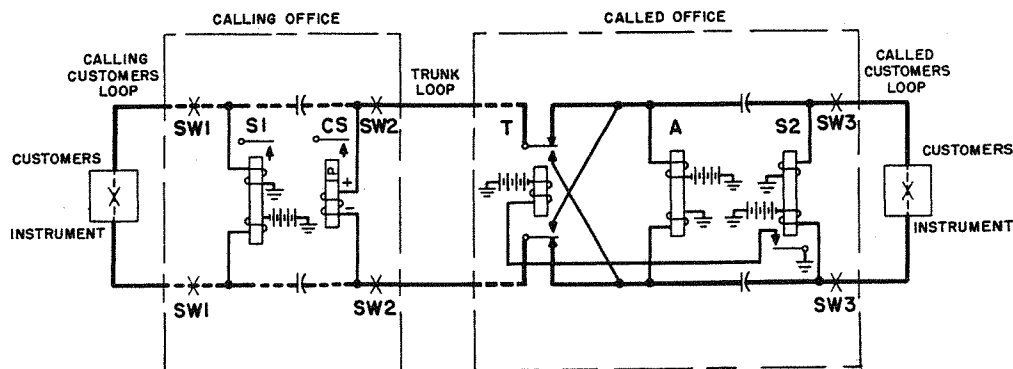 CALLING OFFICE
CALLED OFFICE
CALLING
CUSTOMERS
LOOP
TRUNK
LOOP
CALLED
CUSTOMERS
LOOP
SW1
S1
CS
SW2
T
A
S2
SW3
P
+
−
CUSTOMERS
INSTRUMENT
CUSTOMERS
INSTRUMENT
SW1
SW2
SW3